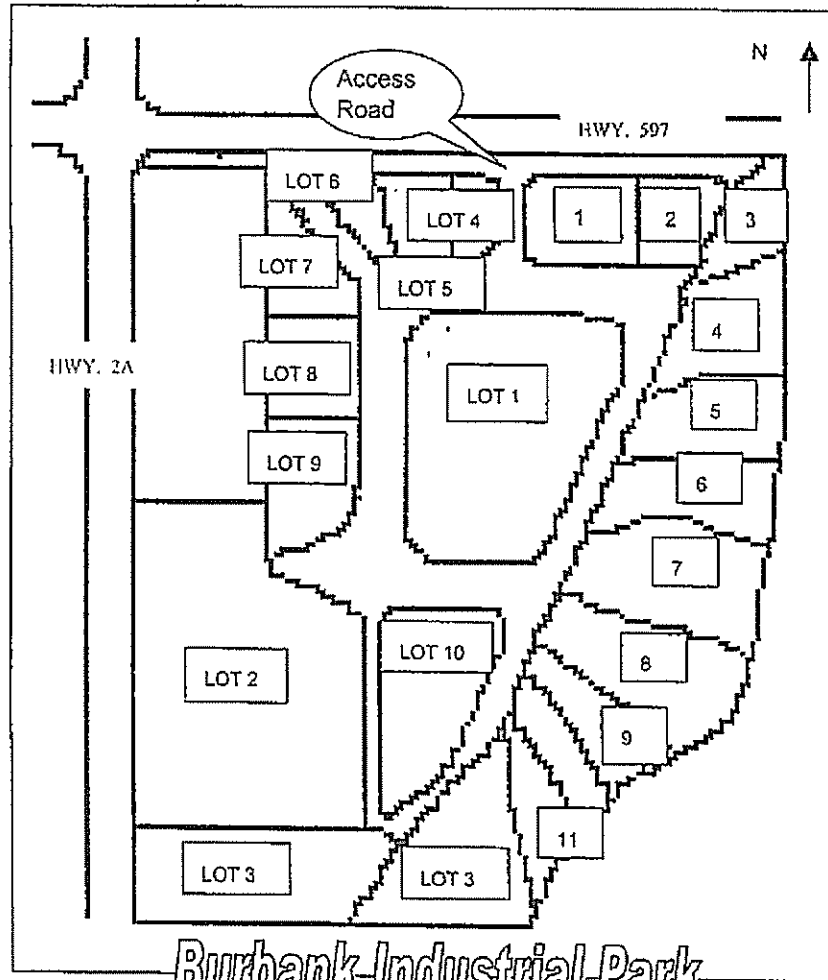 N
Access
Road
HWY. 597
LOT 6
LOT 4
1
2
3
LOT 7
LOT 5
4
HWY. 2A
LOT 8
LOT 1
5
LOT 9
6
7
LOT 10
8
LOT 2
9
11
LOT 3
LOT 3
Burbank Industrial Park